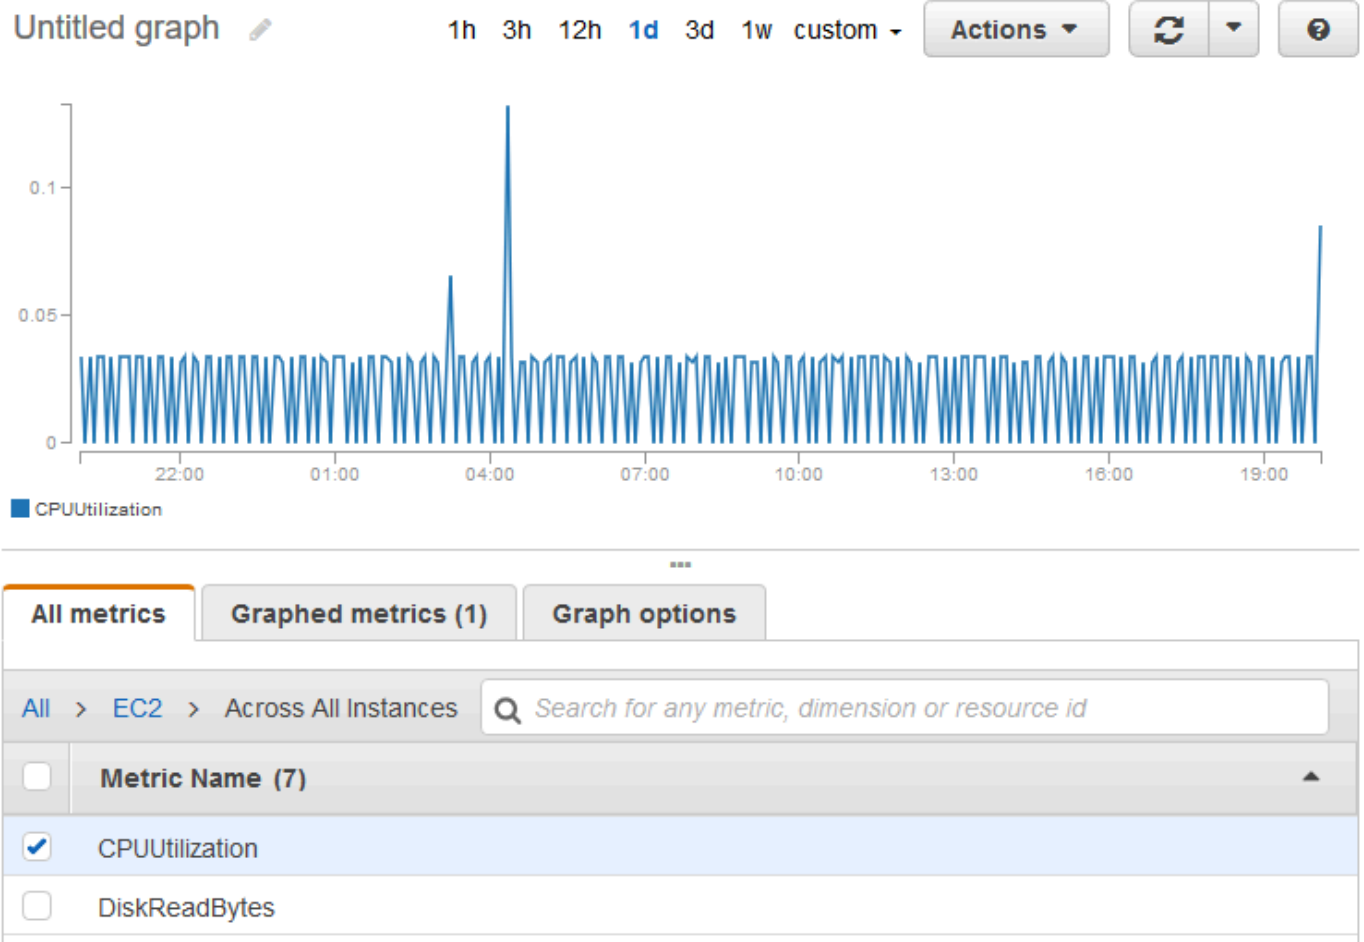 Untitled graph 1h 3h 12h 1d 3d 1w custom Actions
0.1
0.05
0
22:00 01:00 04:00 07:00 10:00 13:00 16:00 19:00
CPUUtilization
All metrics Graphed metrics (1) Graph options
All > EC2 > Across All Instances Search for any metric, dimension or resource id
Metric Name (7)
CPUUtilization
DiskReadBytes